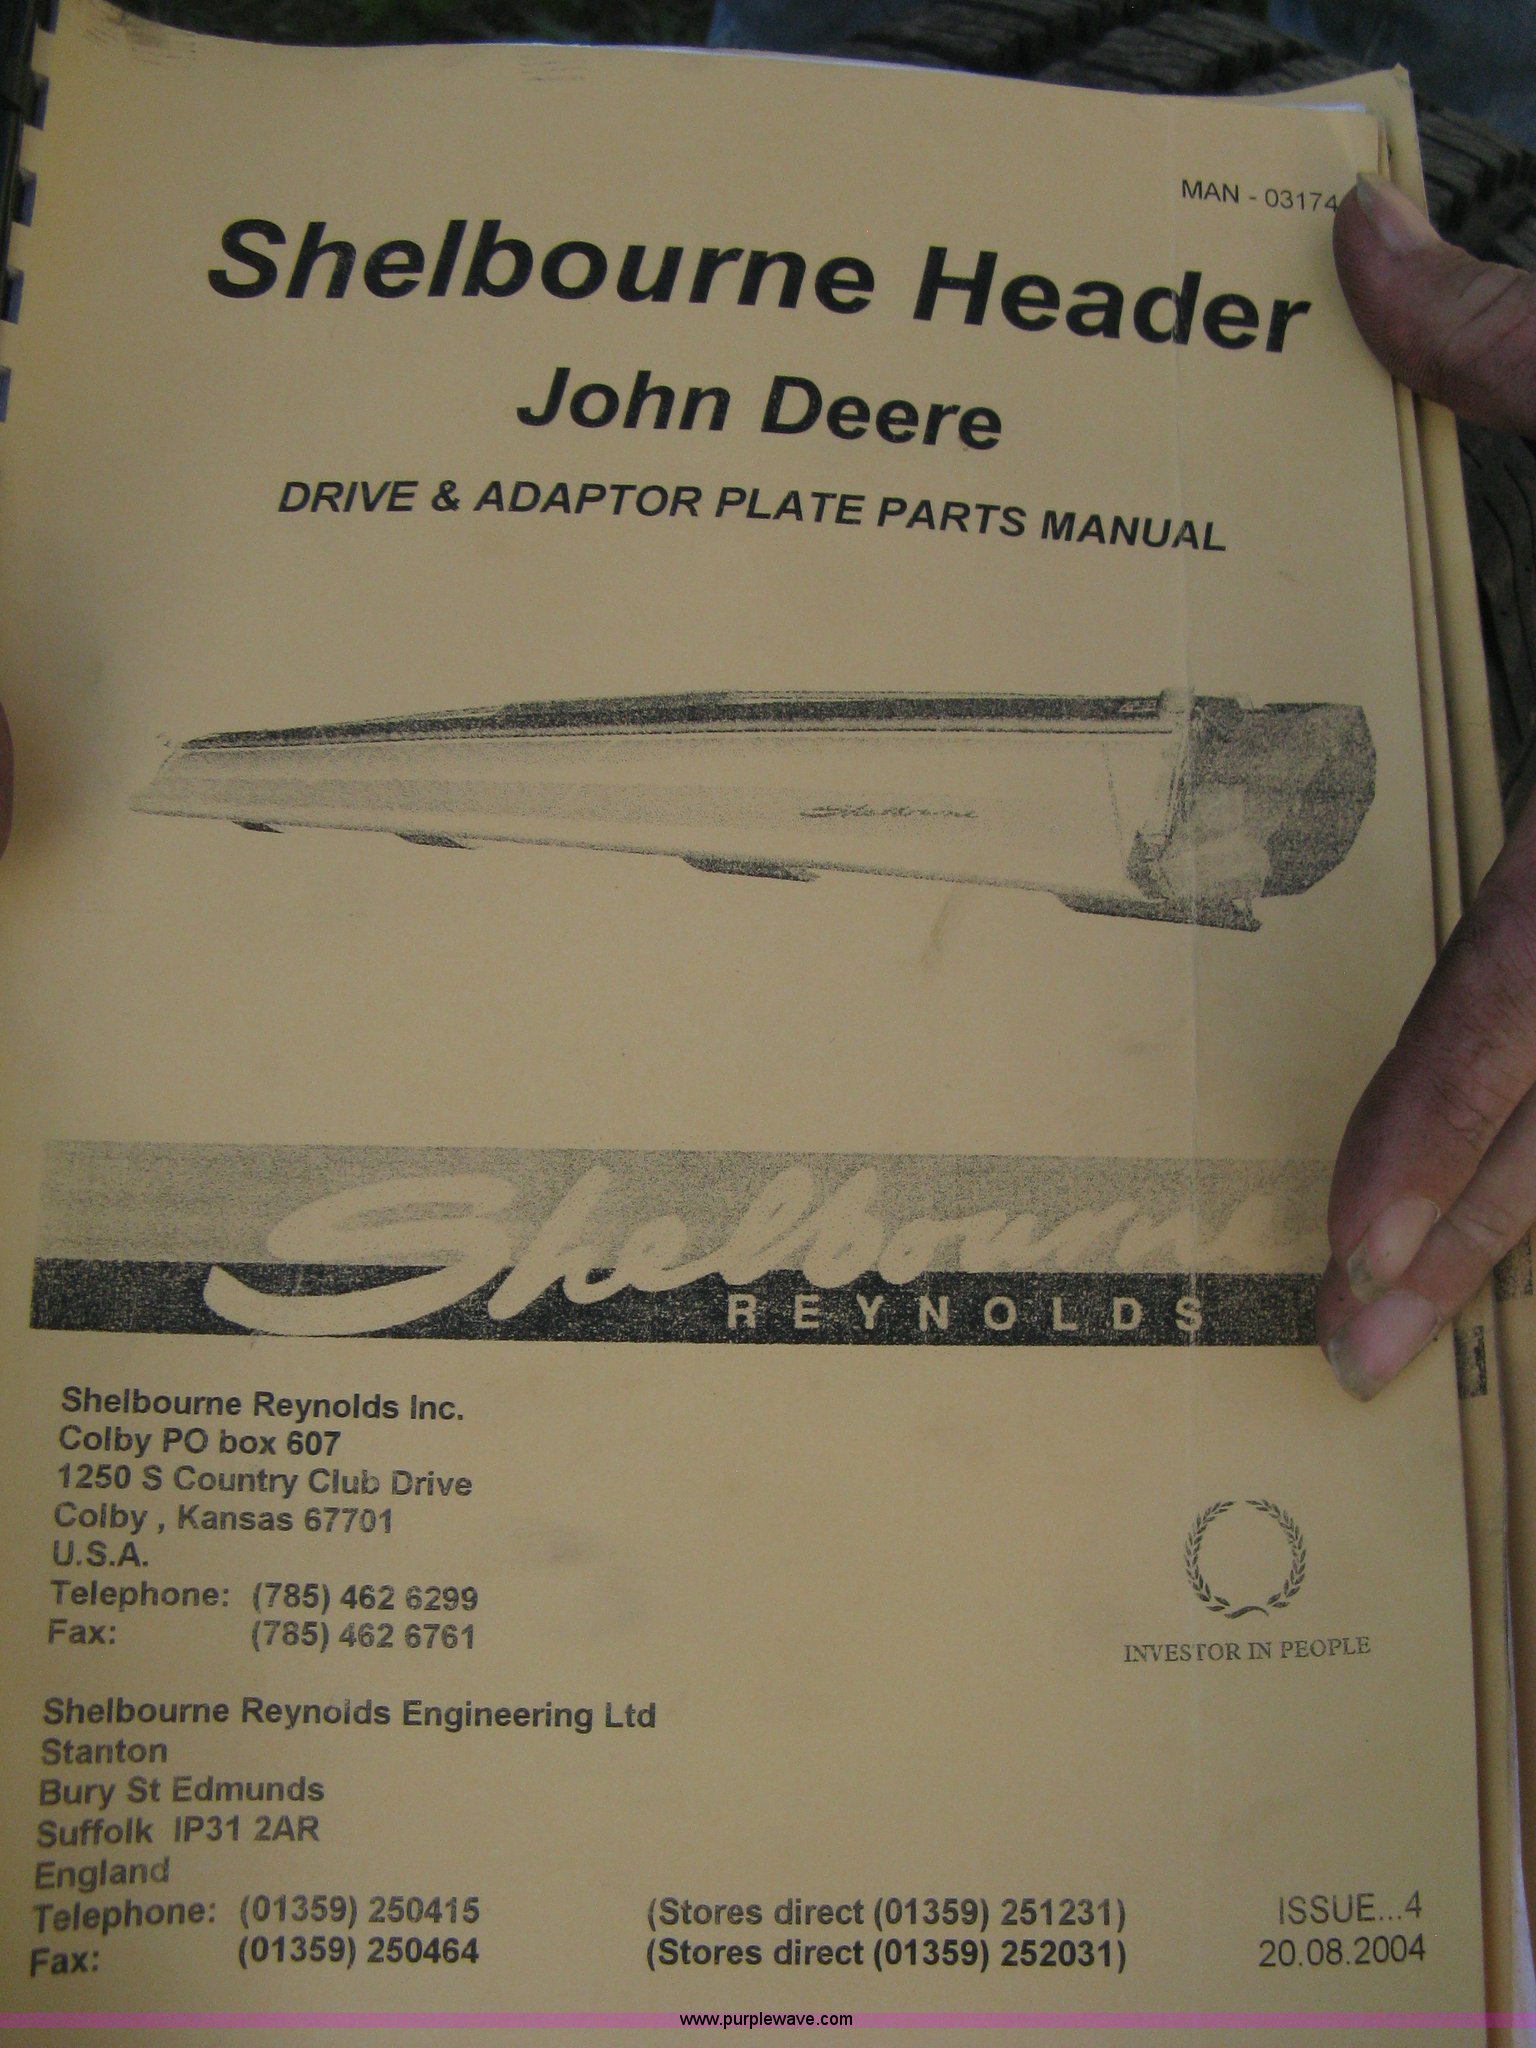 MAN - 03174
Shelbourne Header
John Deere
DRIVE & ADAPTOR PLATE PARTS MANUAL
Shelbourne
Shelbourne
REYNOLDS
Shelbourne Reynolds Inc.
Colby PO box 607
1250 S Country Club Drive
Colby , Kansas 67701
U.S.A.
Telephone: (785) 462 6299
Fax: (785) 462 6761
INVESTOR IN PEOPLE
Shelbourne Reynolds Engineering Ltd
Stanton
Bury St Edmunds
Suffolk IP31 2AR
England
Telephone: (01359) 250415 (Stores direct (01359) 251231) ISSUE...4
Fax: (01359) 250464 (Stores direct (01359) 252031) 20.08.2004
www.purplewave.com